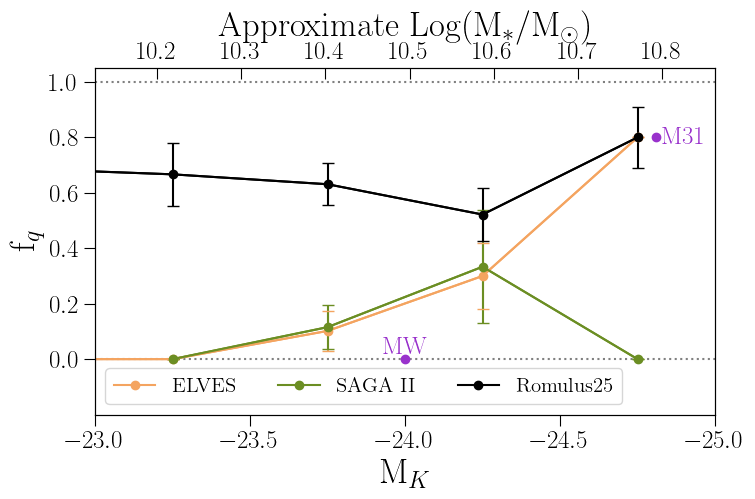 Approximate Log(M*/M⊙)
10.2 10.3 10.4 10.5 10.6 10.7 10.8
1.0
M31
0.8
0.6
f_q
0.4
0.2
MW
0.0
ELVES SAGA II Romulus25
−23.0 −23.5 −24.0 −24.5 −25.0
M_K